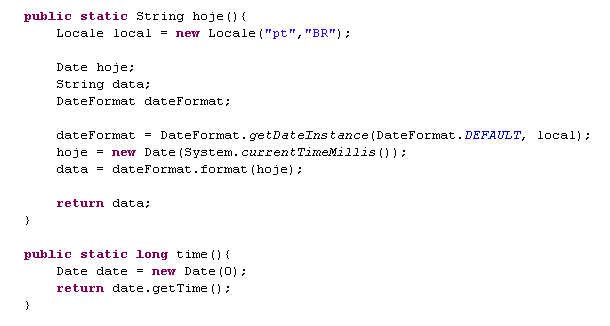 public static String hoje(){
    Locale local = new Locale("pt","BR");

    Date hoje;
    String data;
    DateFormat dateFormat;

    dateFormat = DateFormat.getDateInstance(DateFormat.DEFAULT, local);
    hoje = new Date(System.currentTimeMillis());
    data = dateFormat.format(hoje);

    return data;
}

public static long time(){
    Date date = new Date(0);
    return date.getTime();
}